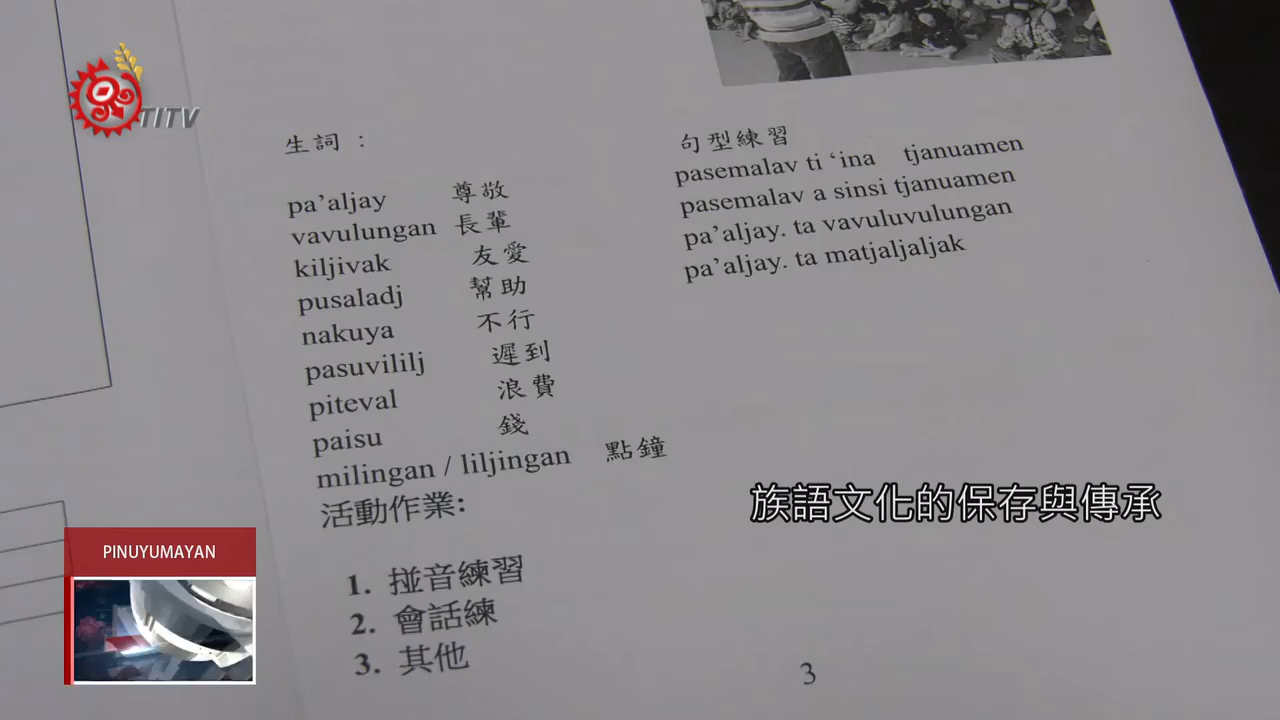 TITV
生詞：
pa’aljay 尊敬
vavulungan 長輩
kiljivak 友愛
pusaladj 幫助
nakuya 不行
pasuvililj 遲到
piteval 浪費
paisu 錢
milingan / liljingan 點鐘
活動作業:
1. 掽音練習
2. 會話練
3. 其他
句型練習
pasemalav ti ‘ina tjanuamen
pasemalav a sinsi tjanuamen
pa’aljay. ta vavuluvulungan
pa’aljay. ta matjaljaljak
3
族語文化的保存與傳承
PINUYUMAYAN